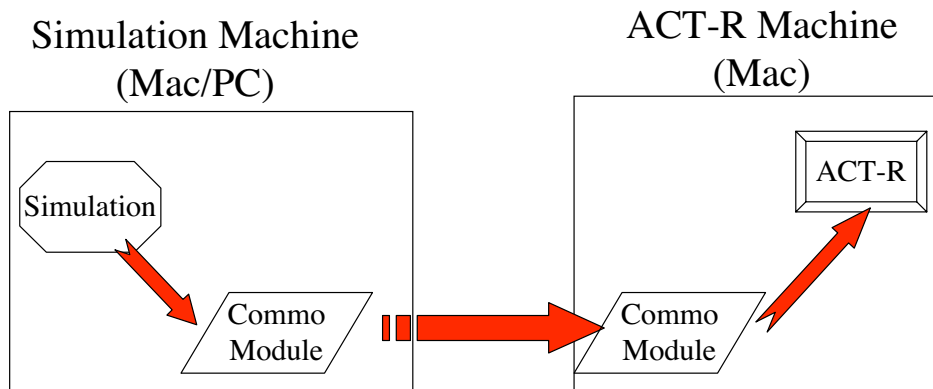 Simulation Machine
(Mac/PC)
ACT-R Machine
(Mac)
Simulation
Commo
Module
Commo
Module
ACT-R